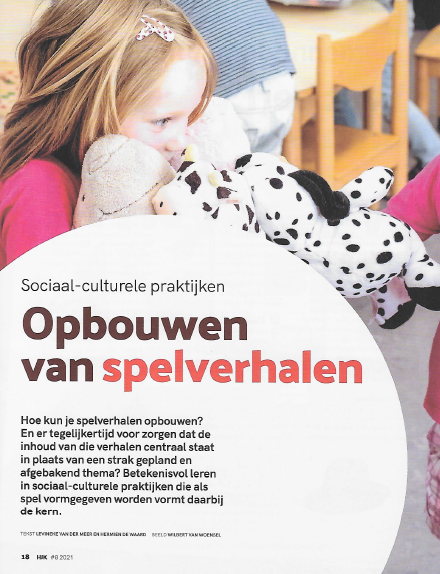 Sociaal-culturele praktijken
Opbouwen
van spelverhalen
Hoe kun je spelverhalen opbouwen?
En er tegelijkertijd voor zorgen dat de
inhoud van die verhalen centraal staat
in plaats van een strak gepland en
afgebakend thema? Betekenisvol leren
in sociaal-culturele praktijken die als
spel vormgegeven worden vormt daarbij
de kern.
TEKST LEVINEKE VAN DER MEER EN HERMIEN DE WAARD BEELD WILBERT VAN WOENSEL
18 HJK #8 2021